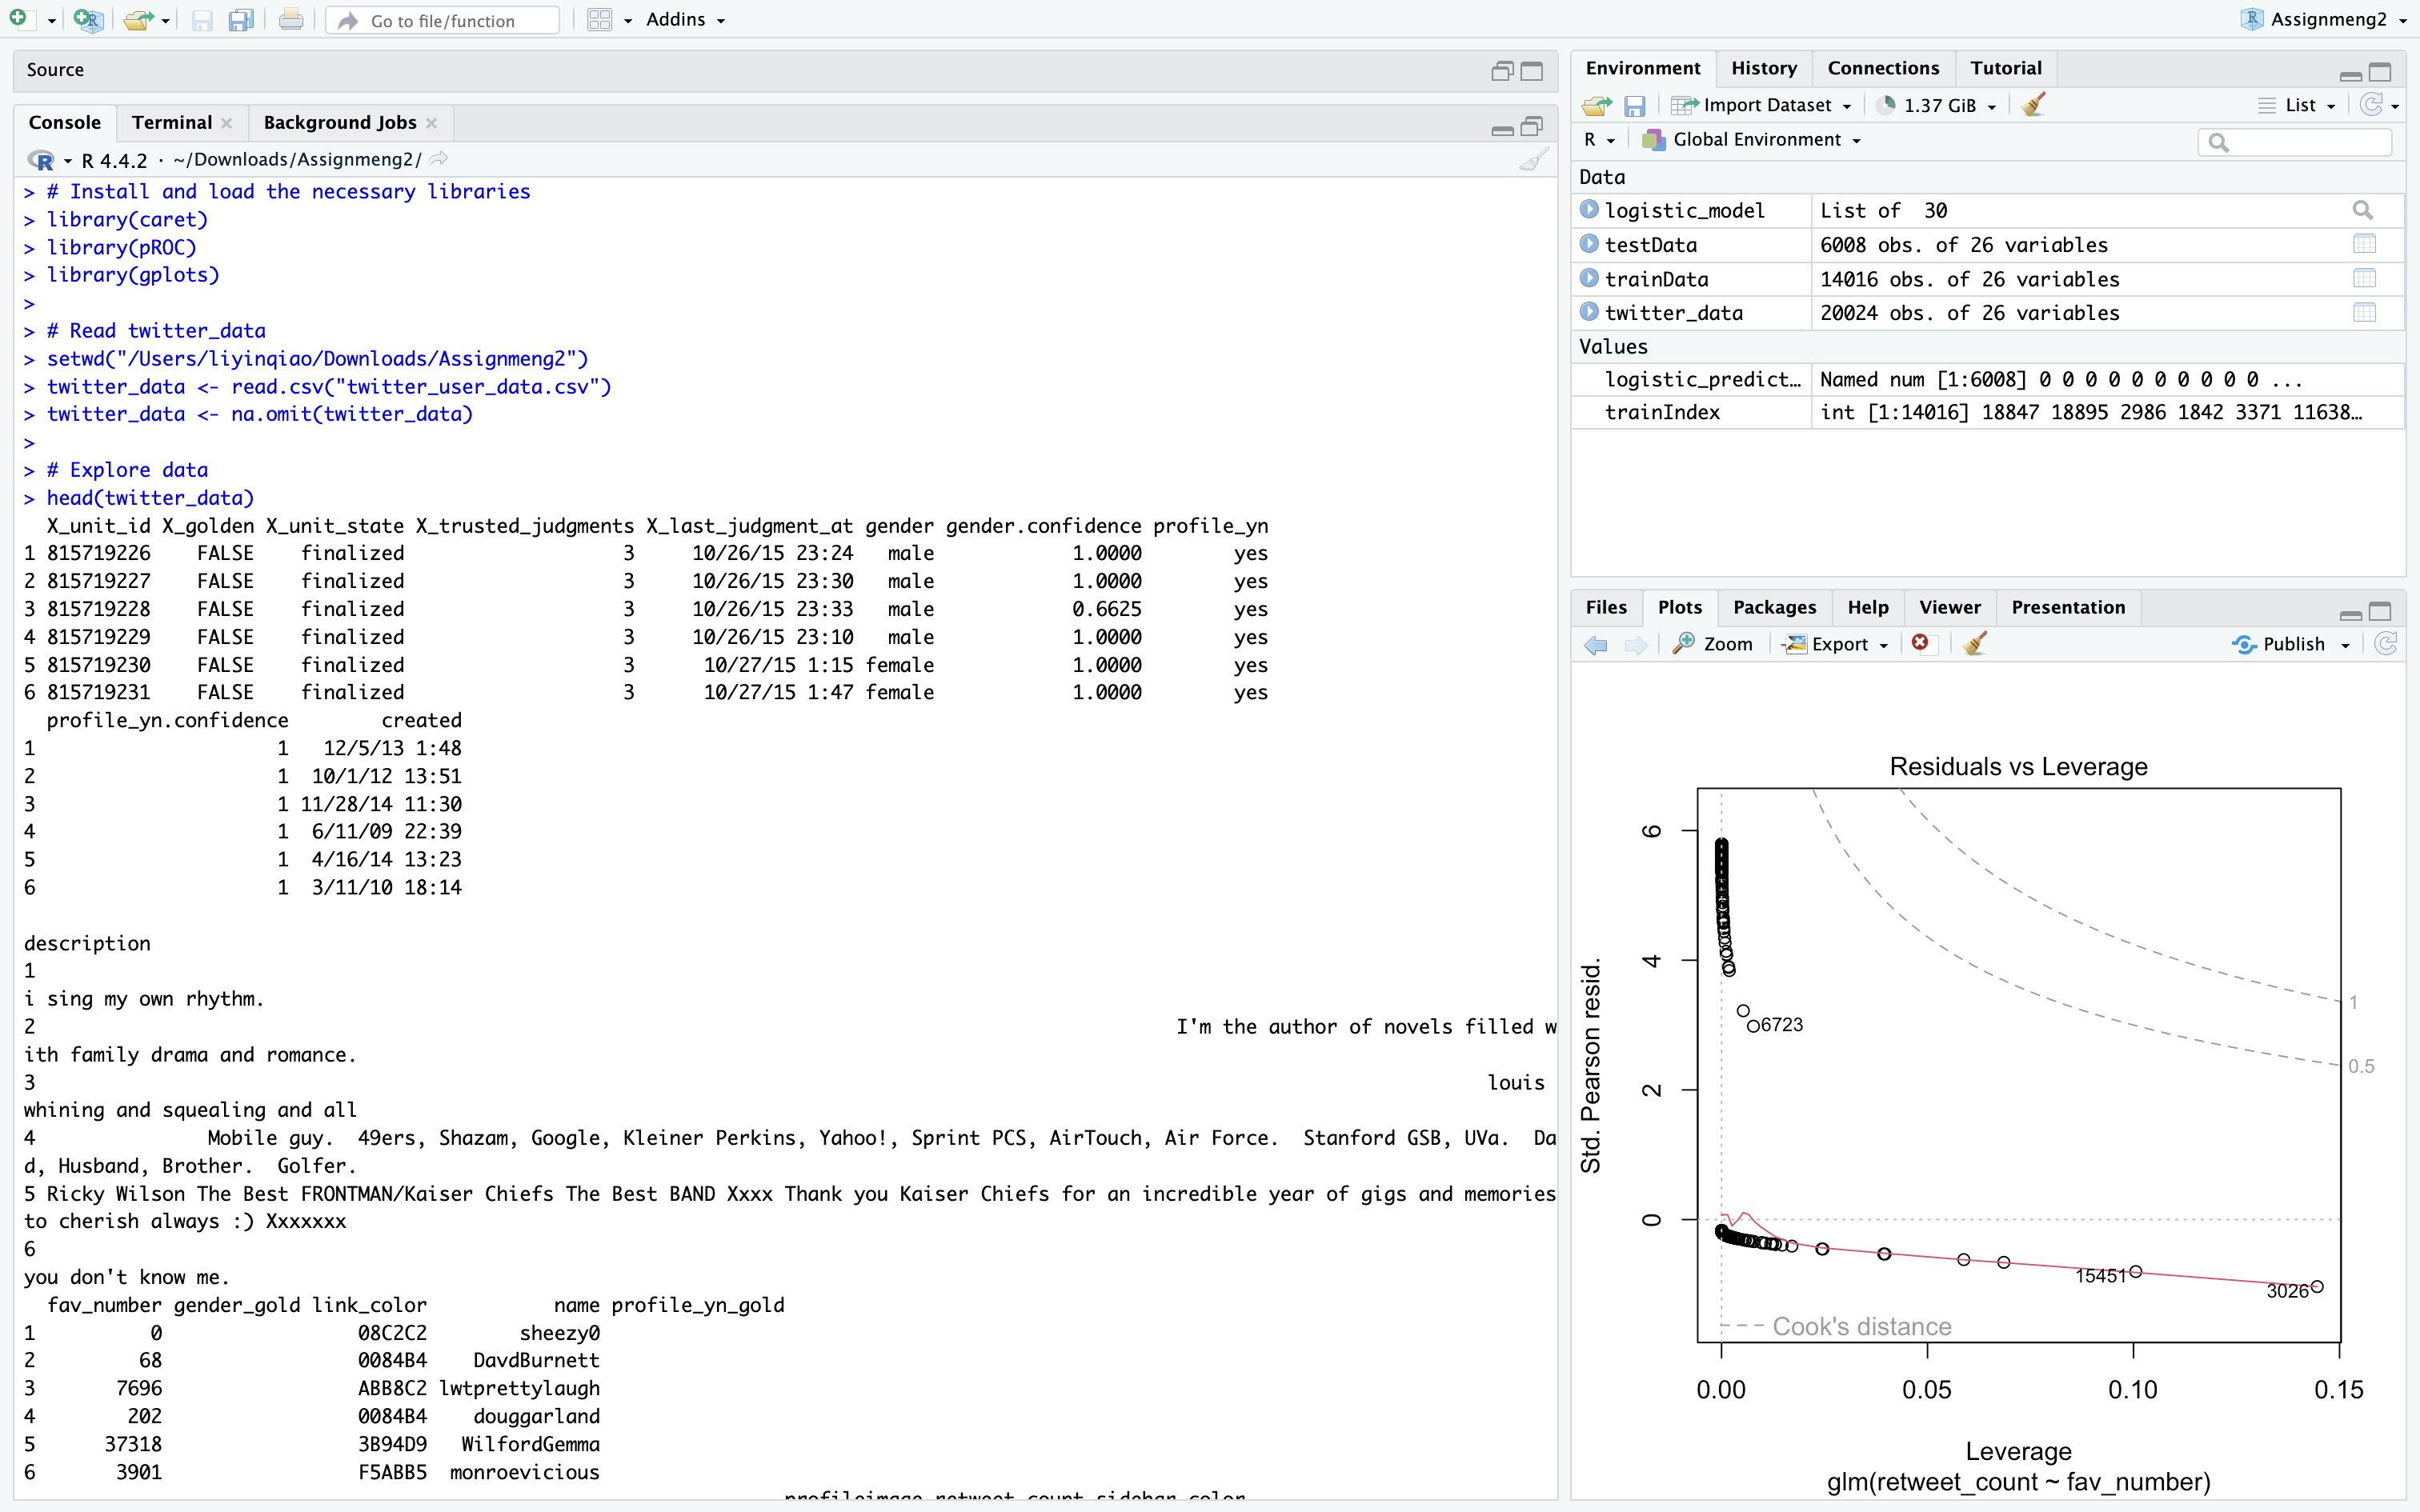 Go to file/function
Addins
Assignmeng2
Source
Console Terminal Background Jobs
R 4.4.2 · ~/Downloads/Assignmeng2/
> # Install and load the necessary libraries
> library(caret)
> library(pROC)
> library(gplots)
>
> # Read twitter_data
> setwd("/Users/liyinqiao/Downloads/Assignmeng2")
> twitter_data <- read.csv("twitter_user_data.csv")
> twitter_data <- na.omit(twitter_data)
>
> # Explore data
> head(twitter_data)
X_unit_id X_golden X_unit_state X_trusted_judgments X_last_judgment_at gender gender.confidence profile_yn
1 815719226 FALSE finalized 3 10/26/15 23:24 male 1.0000 yes
2 815719227 FALSE finalized 3 10/26/15 23:30 male 1.0000 yes
3 815719228 FALSE finalized 3 10/26/15 23:33 male 0.6625 yes
4 815719229 FALSE finalized 3 10/26/15 23:10 male 1.0000 yes
5 815719230 FALSE finalized 3 10/27/15 1:15 female 1.0000 yes
6 815719231 FALSE finalized 3 10/27/15 1:47 female 1.0000 yes
profile_yn.confidence created
1 1 12/5/13 1:48
2 1 10/1/12 13:51
3 1 11/28/14 11:30
4 1 6/11/09 22:39
5 1 4/16/14 13:23
6 1 3/11/10 18:14
description
1
i sing my own rhythm.
2 I'm the author of novels filled w
ith family drama and romance.
3 louis
whining and squealing and all
4 Mobile guy. 49ers, Shazam, Google, Kleiner Perkins, Yahoo!, Sprint PCS, AirTouch, Air Force. Stanford GSB, UVa. Da
d, Husband, Brother. Golfer.
5 Ricky Wilson The Best FRONTMAN/Kaiser Chiefs The Best BAND Xxxx Thank you Kaiser Chiefs for an incredible year of gigs and memories
to cherish always :) Xxxxxxx
6
you don't know me.
fav_number gender_gold link_color name profile_yn_gold
1 0 08C2C2 sheezy0
2 68 0084B4 DavdBurnett
3 7696 ABB8C2 lwtprettylaugh
4 202 0084B4 douggarland
5 37318 3B94D9 WilfordGemma
6 3901 F5ABB5 monroevicious
profileimage retweet_count sidebar_color
Environment History Connections Tutorial
Import Dataset 1.37 GiB List
R Global Environment
Data
logistic_model List of 30
testData 6008 obs. of 26 variables
trainData 14016 obs. of 26 variables
twitter_data 20024 obs. of 26 variables
Values
logistic_predict… Named num [1:6008] 0 0 0 0 0 0 0 0 0 0 ...
trainIndex int [1:14016] 18847 18895 2986 1842 3371 11638…
Files Plots Packages Help Viewer Presentation
Zoom Export Publish
Residuals vs Leverage
Std. Pearson resid.
6
4
2
0
1
0.5
6723
15451
3026
Cook's distance
0.00 0.05 0.10 0.15
Leverage
glm(retweet_count ~ fav_number)